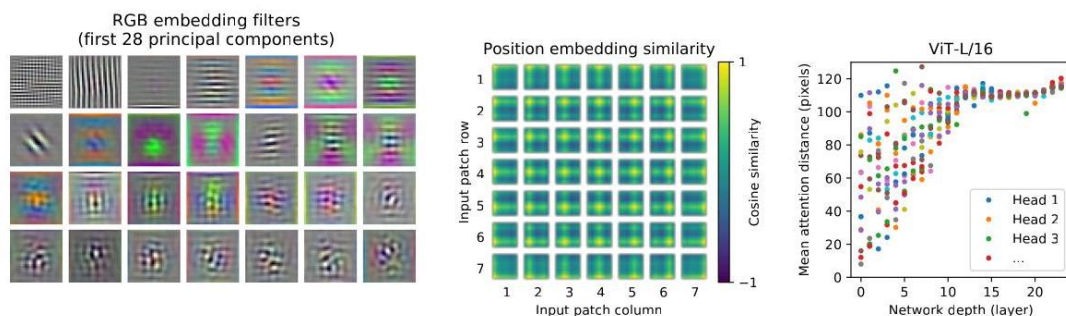 RGB embedding filters
(first 28 principal components)
Position embedding similarity
Input patch row
1
2
3
4
5
6
7
1 2 3 4 5 6 7
Input patch column
1
−1
Cosine similarity
ViT-L/16
Mean attention distance (pixels)
120
100
80
60
40
20
0
Head 1
Head 2
Head 3
...
0 5 10 15 20
Network depth (layer)